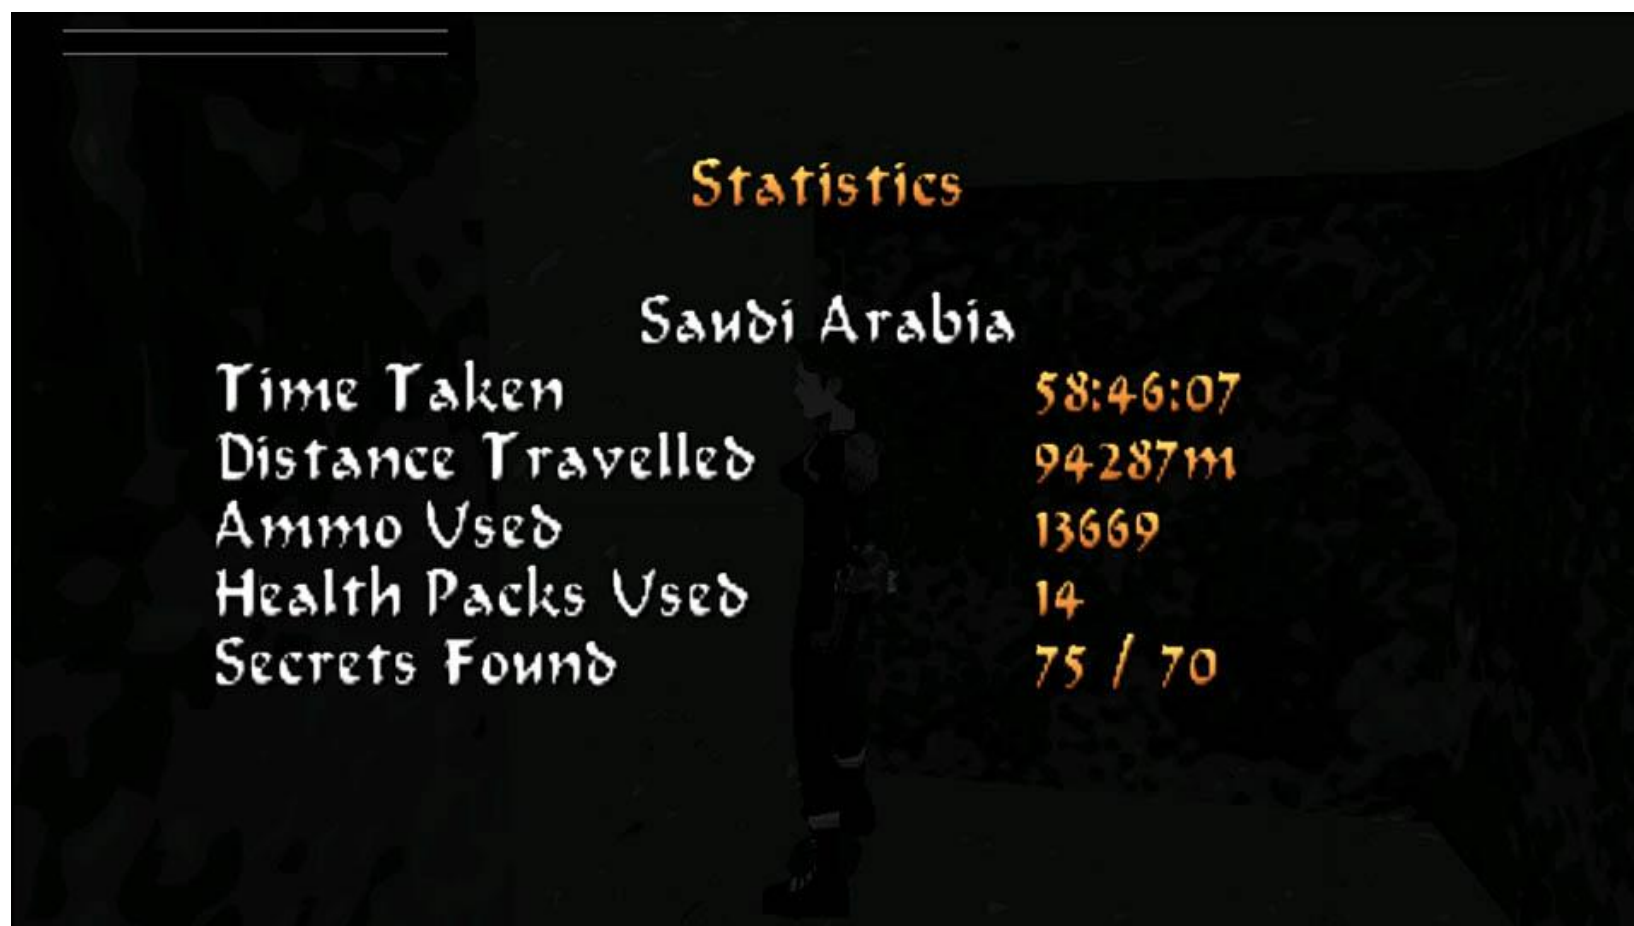 Statistics
Saudi Arabia
Time Taken 58:46:07
Distance Travelled 94287m
Ammo Used 13669
Health Packs Used 14
Secrets Found 75 / 70